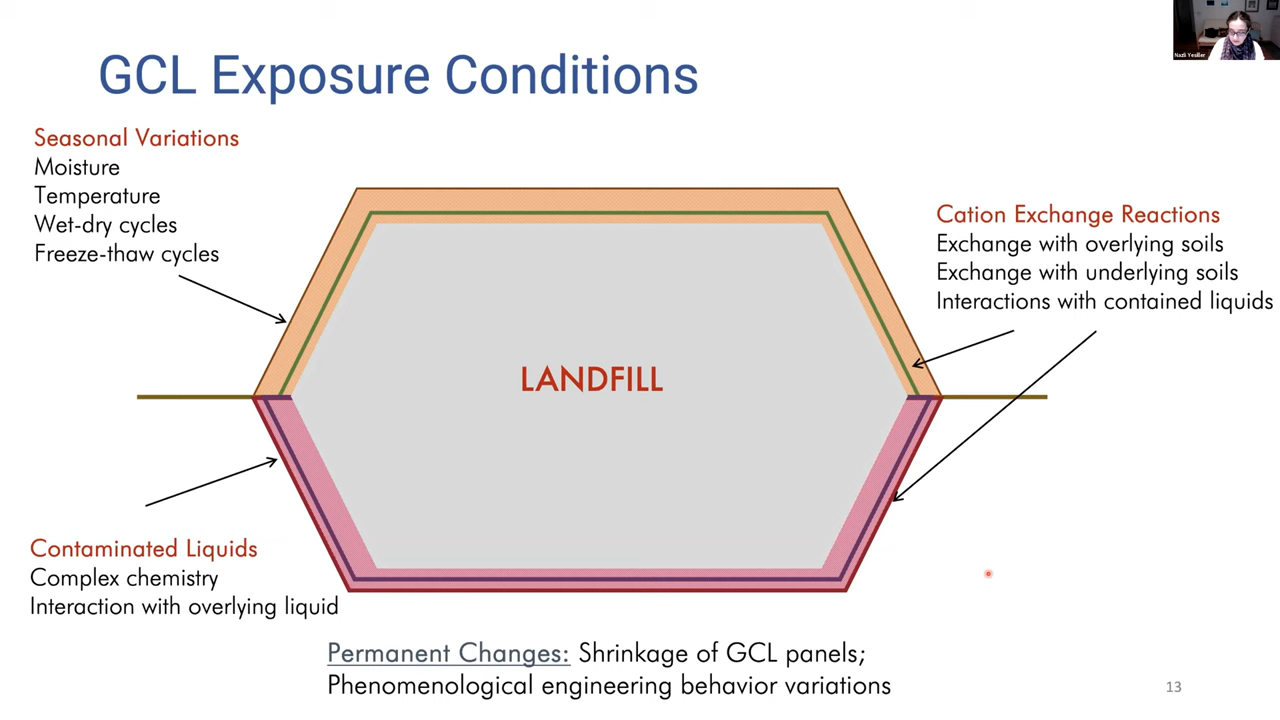 GCL Exposure Conditions
Nazli Yesiller
Seasonal Variations
Moisture
Temperature
Wet-dry cycles
Freeze-thaw cycles
Cation Exchange Reactions
Exchange with overlying soils
Exchange with underlying soils
Interactions with contained liquids
LANDFILL
Contaminated Liquids
Complex chemistry
Interaction with overlying liquid
Permanent Changes: Shrinkage of GCL panels;
Phenomenological engineering behavior variations
13